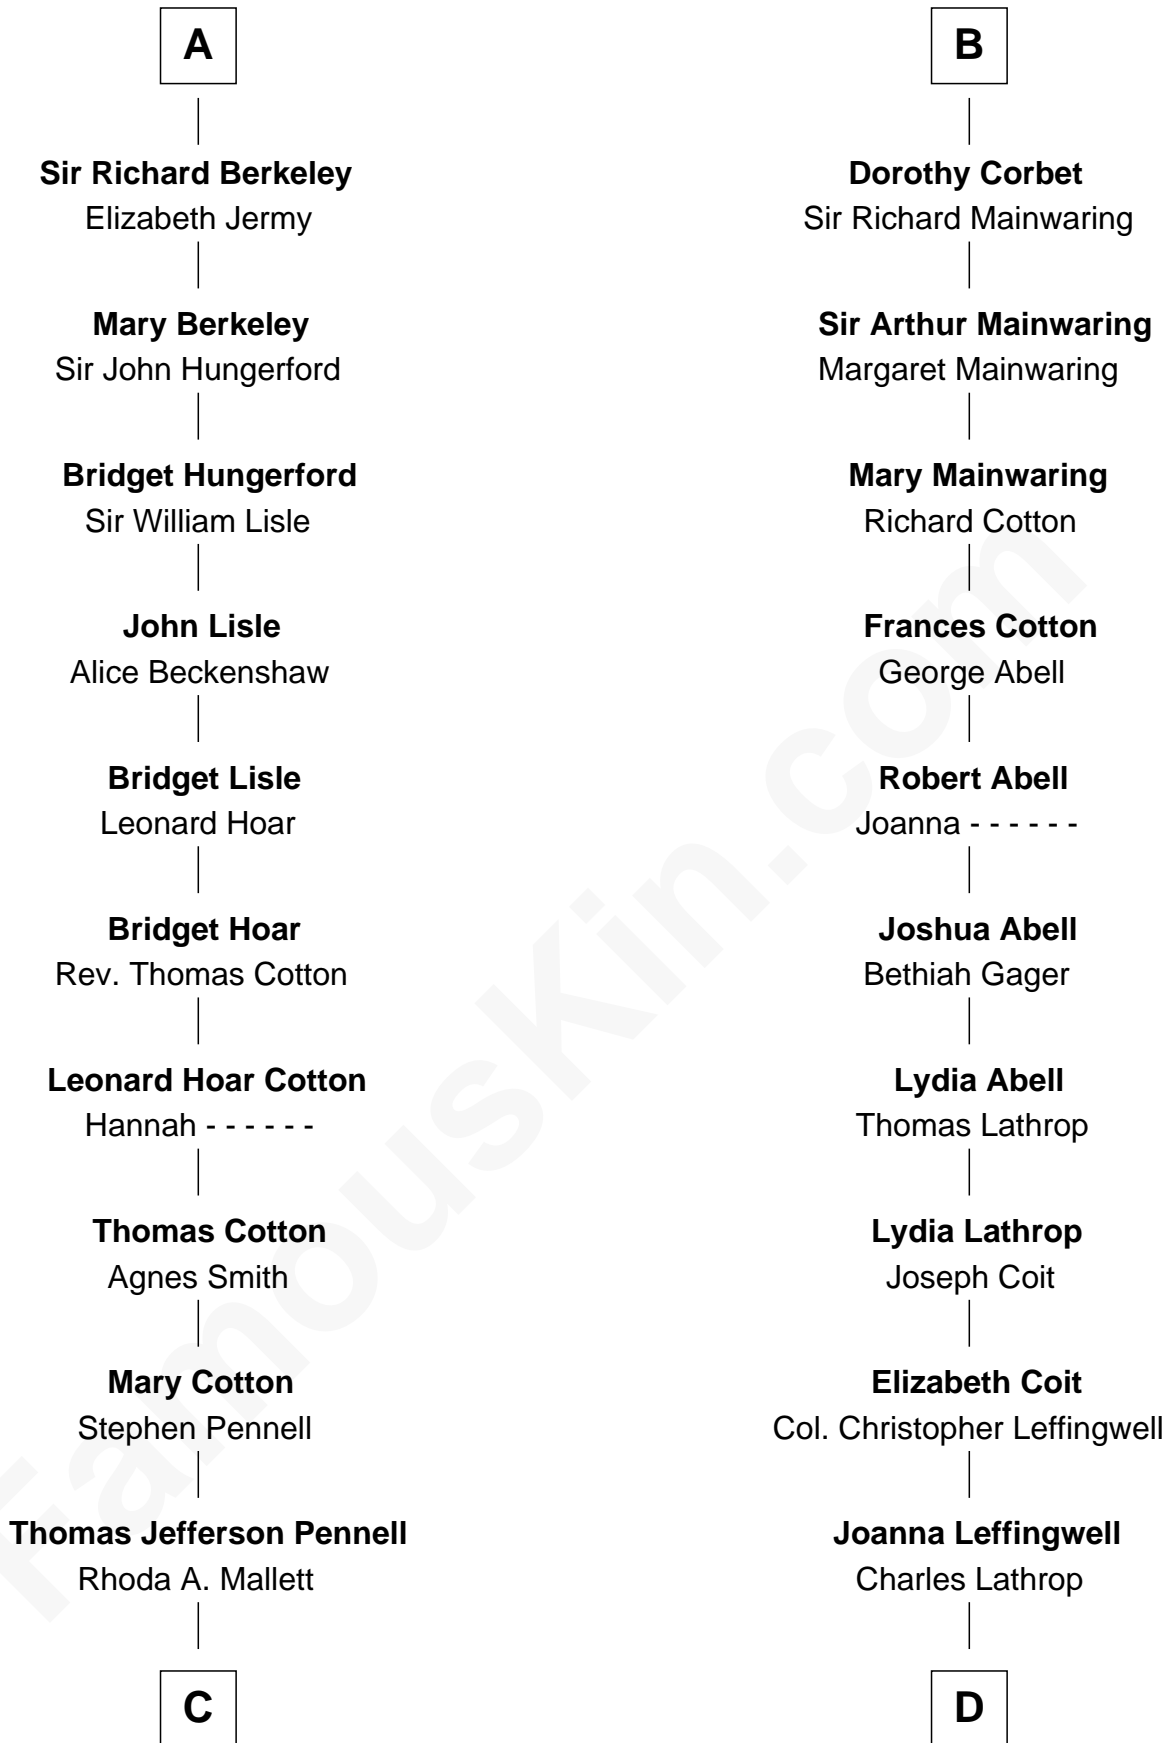 A
Sir Richard Berkeley
Elizabeth Jermy
Mary Berkeley
Sir John Hungerford
Bridget Hungerford
Sir William Lisle
John Lisle
Alice Beckenshaw
Bridget Lisle
Leonard Hoar
Bridget Hoar
Rev. Thomas Cotton
Leonard Hoar Cotton
Hannah - - - - - -
Thomas Cotton
Agnes Smith
Mary Cotton
Stephen Pennell
Thomas Jefferson Pennell
Rhoda A. Mallett
C
B
Dorothy Corbet
Sir Richard Mainwaring
Sir Arthur Mainwaring
Margaret Mainwaring
Mary Mainwaring
Richard Cotton
Frances Cotton
George Abell
Robert Abell
Joanna - - - - - -
Joshua Abell
Bethiah Gager
Lydia Abell
Thomas Lathrop
Lydia Lathrop
Joseph Coit
Elizabeth Coit
Col. Christopher Leffingwell
Joanna Leffingwell
Charles Lathrop
D
FamousKin.com